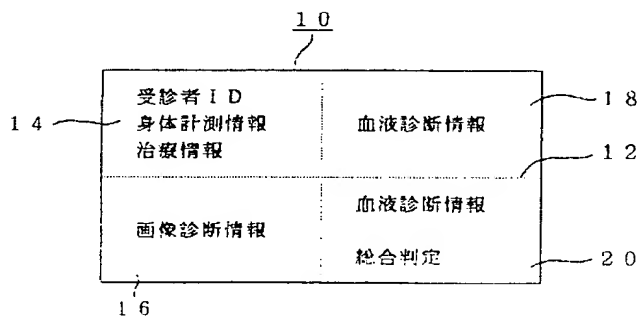 １０
受診者ＩＤ
身体計測情報
治療情報
１４
血液診断情報
１８
１２
画像診断情報
１６
血液診断情報
総合判定
２０